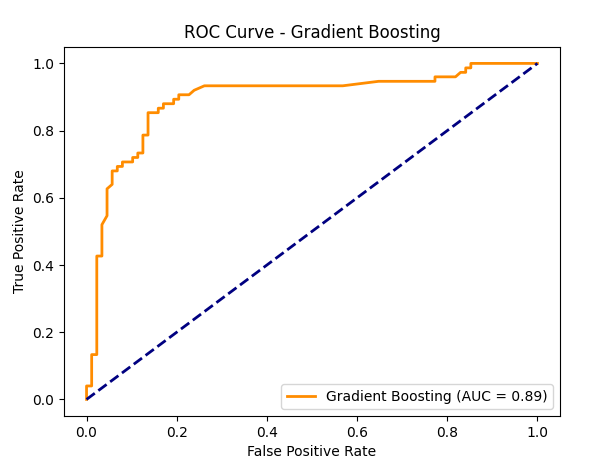 ROC Curve - Gradient Boosting
True Positive Rate
1.0
0.8
0.6
0.4
0.2
0.0
Gradient Boosting (AUC = 0.89)
0.0 0.2 0.4 0.6 0.8 1.0
False Positive Rate